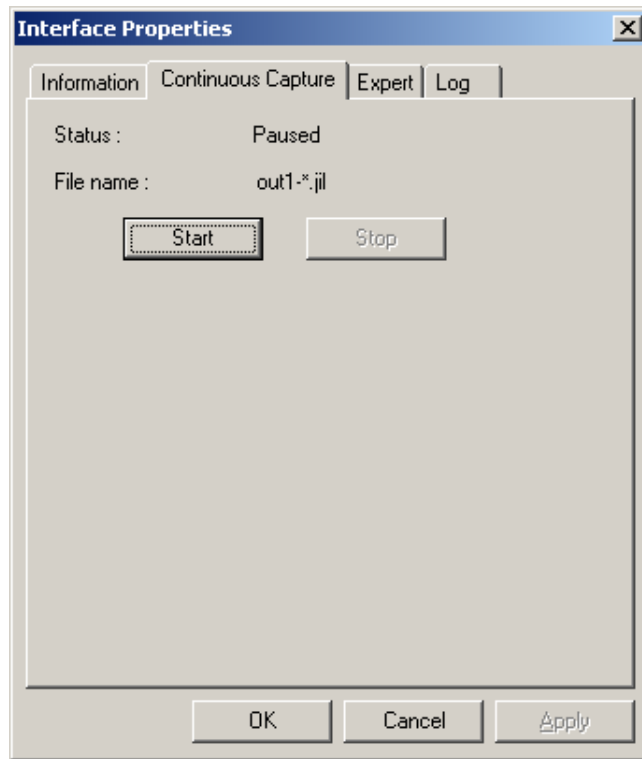 Interface Properties
Information Continuous Capture Expert Log
Status : Paused
File name : out1-*.jil
Start Stop
OK Cancel Apply